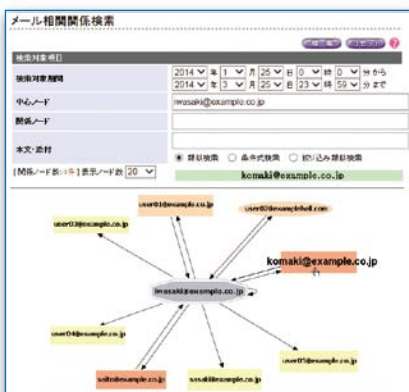 メール相関関係検索
検索対象項目
検索対象期間
2014 年 1 月 25 日 0 時 0 分から
2014 年 3 月 25 日 23 時 59 分まで
中心ノード iwasaki@example.co.jp
関係ノード
本文・添付
類似検索 条件式検索 絞り込み類似検索
表示ノード数 20
komaki@example.co.jp
user01@example.co.jp
user02@examplehall.com
user03@example.co.jp
komaki@example.co.jp
iwasaki@example.co.jp
user04@example.co.jp
user05@example.co.jp
saito@example.co.jp
sasaki@example.co.jp